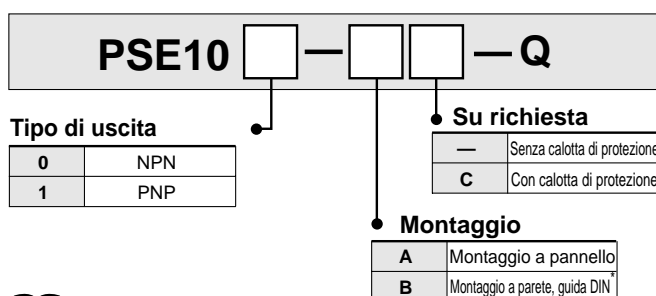 PSE10 — — Q
Tipo di uscita
0 NPN
1 PNP
Su richiesta
— Senza calotta di protezione
C Con calotta di protezione
Montaggio
A Montaggio a pannello
B Montaggio a parete, guida DIN*